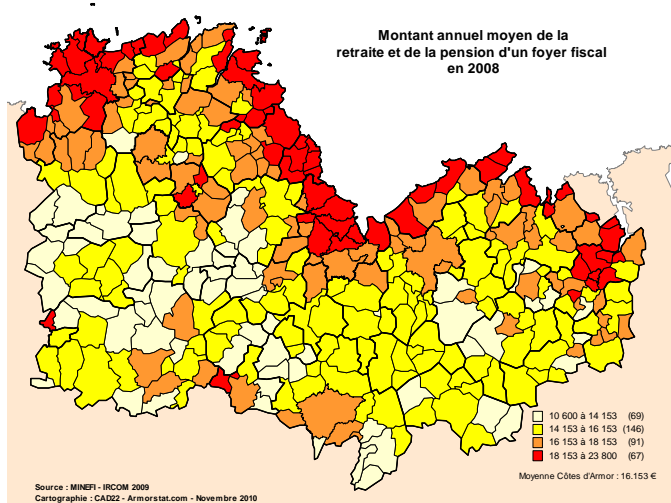 Montant annuel moyen de la
retraite et de la pension d'un foyer fiscal
en 2008
10 600 à 14 153 (69)
14 153 à 16 153 (146)
16 153 à 18 153 (91)
18 153 à 23 800 (67)
Moyenne Côtes d'Armor : 16.153 €
Source : MINEFI - IRCOM 2009
Cartographie : CAD22 - Armorstat.com - Novembre 2010